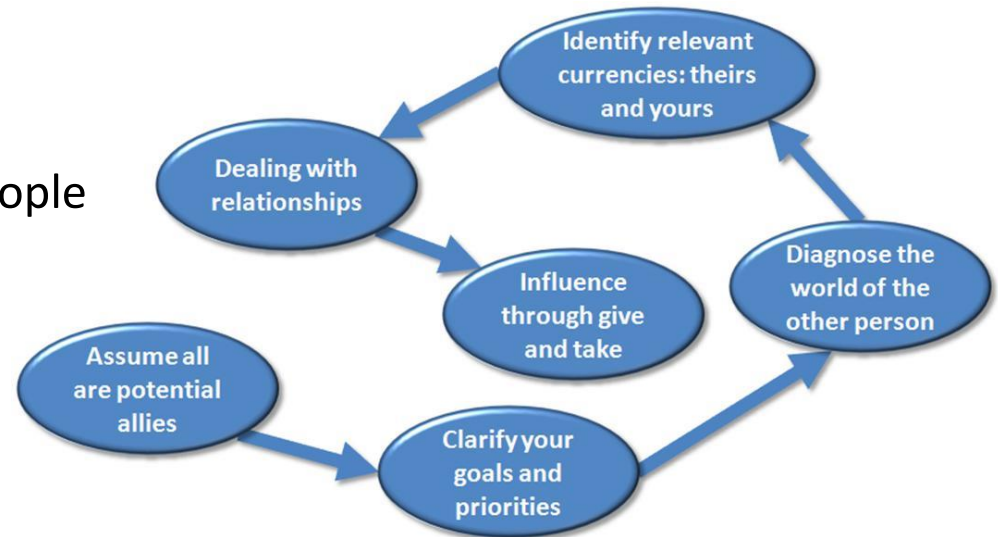 Identify relevant
currencies: theirs
and yours
Dealing with
relationships
ople
Diagnose the
world of the
other person
Influence
through give
and take
Assume all
are potential
allies
Clarify your
goals and
priorities